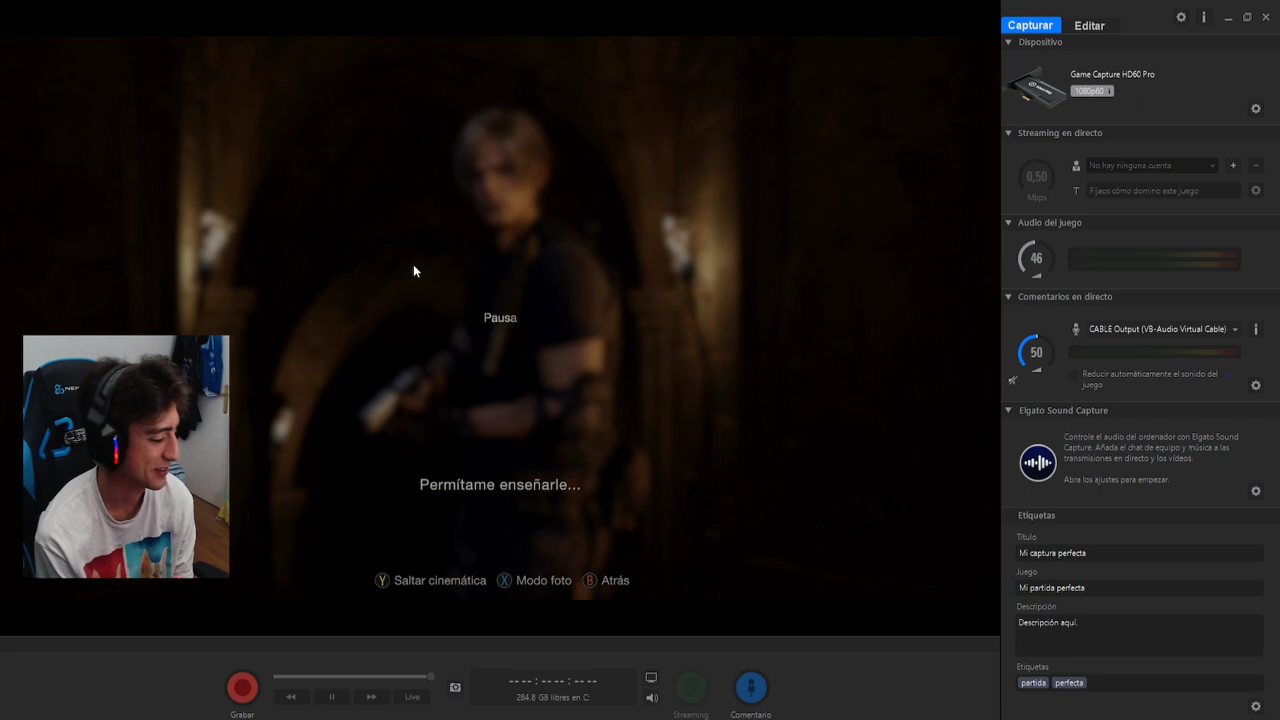 Capturar Editar
Dispositivo
Game Capture HD60 Pro
1080p60 i
Streaming en directo
0,50
Mbps
No hay ninguna cuenta
T Fíjaos cómo domino este juego
Audio del juego
46
Comentarios en directo
50
CABLE Output (VB-Audio Virtual Cable)
Reducir automáticamente el sonido del
juego
Elgato Sound Capture
Controle el audio del ordenador con Elgato Sound
Capture. Añada el chat de equipo y música a las
transmisiones en directo y los vídeos.
Abra los ajustes para empezar.
Etiquetas
Título
Mi captura perfecta
Juego
Mi partida perfecta
Descripción
Descripción aquí.
Etiquetas
partida perfecta
Pausa
Permítame enseñarle...
Y Saltar cinemática X Modo foto B Atrás
Grabar
Live
-- -- : -- -- : -- --
284.8 GB libres en C:
Streaming
Comentario